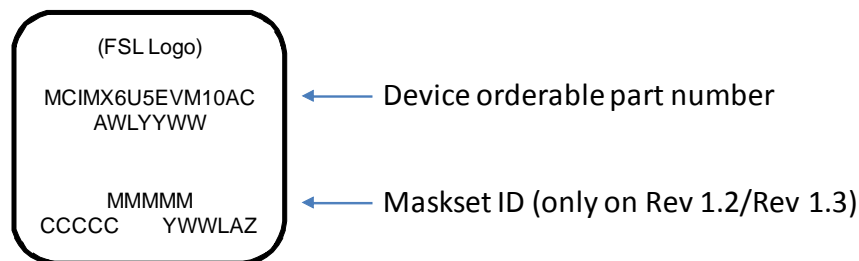 (FSL Logo)
MCIMX6U5EVM10AC
Device orderable part number
AWLYYWW
MMMMM
Maskset ID (only on Rev 1.2/Rev 1.3)
CCCCC YWWLAZ